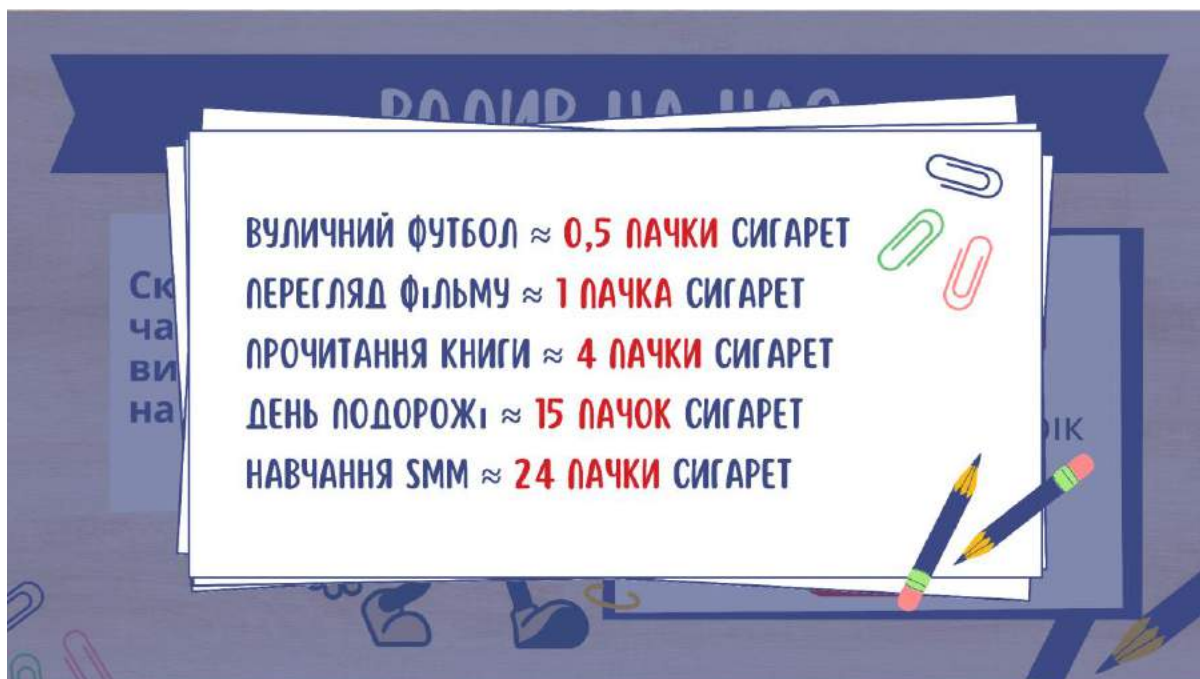 ВУЛИЧНИЙ ФУТБОЛ ≈ 0,5 ПАЧКИ СИГАРЕТ
ПЕРЕГЛЯД ФІЛЬМУ ≈ 1 ПАЧКА СИГАРЕТ
ПРОЧИТАННЯ КНИГИ ≈ 4 ПАЧКИ СИГАРЕТ
ДЕНЬ ПОДОРОЖІ ≈ 15 ПАЧОК СИГАРЕТ
НАВЧАННЯ SMM ≈ 24 ПАЧКИ СИГАРЕТ